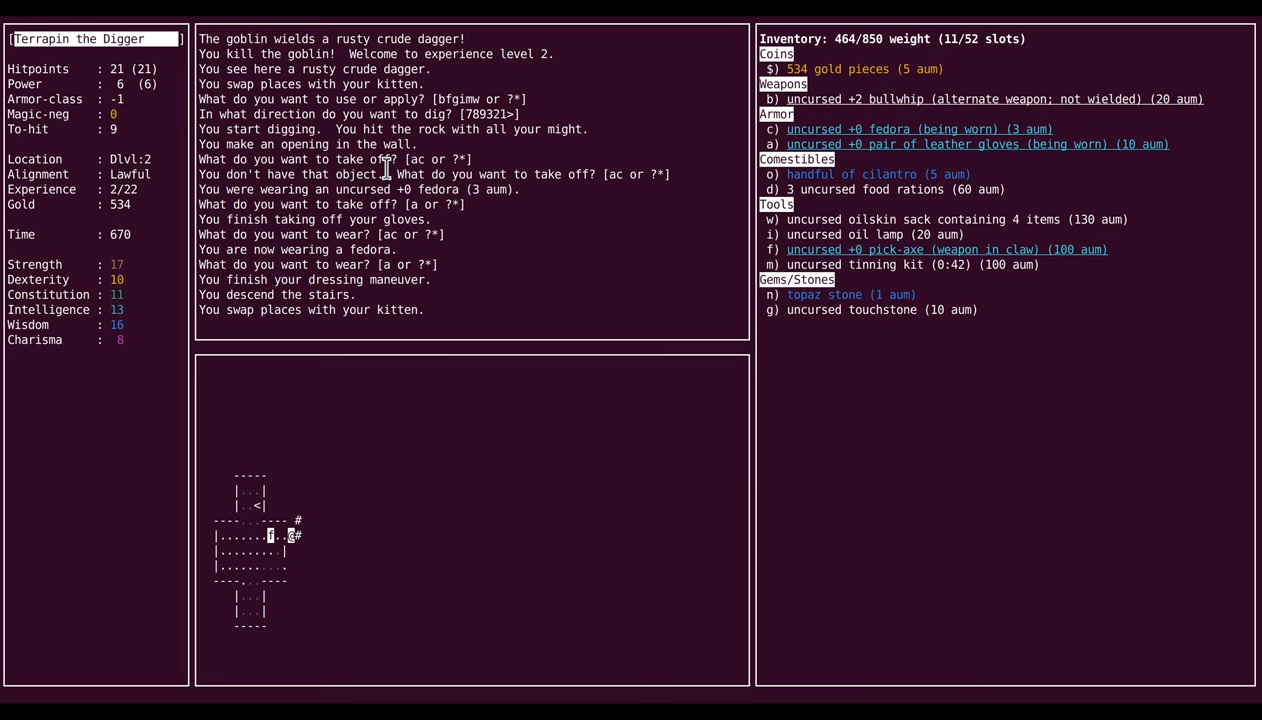 [Terrapin the Digger     ]
Hitpoints    : 21 (21)
Power        :  6  (6)
Armor-class  : -1
Magic-neg    : 0
To-hit       : 9
Location     : Dlvl:2
Alignment    : Lawful
Experience   : 2/22
Gold         : 534
Time         : 670
Strength     : 17
Dexterity    : 10
Constitution : 11
Intelligence : 13
Wisdom       : 16
Charisma     :  8
The goblin wields a rusty crude dagger!
You kill the goblin!  Welcome to experience level 2.
You see here a rusty crude dagger.
You swap places with your kitten.
What do you want to use or apply? [bfgimw or ?*]
In what direction do you want to dig? [789321>]
You start digging.  You hit the rock with all your might.
You make an opening in the wall.
What do you want to take off? [ac or ?*]
You don't have that object.  What do you want to take off? [ac or ?*]
You were wearing an uncursed +0 fedora (3 aum).
What do you want to take off? [a or ?*]
You finish taking off your gloves.
What do you want to wear? [ac or ?*]
You are now wearing a fedora.
What do you want to wear? [a or ?*]
You finish your dressing maneuver.
You descend the stairs.
You swap places with your kitten.
   -----
   |...|
   |..<|
----...---- #
|.......f..@#
|.........|
|..........
----...----
   |...|
   |...|
   -----
Inventory: 464/850 weight (11/52 slots)
Coins
$) 534 gold pieces (5 aum)
Weapons
b) uncursed +2 bullwhip (alternate weapon; not wielded) (20 aum)
Armor
c) uncursed +0 fedora (being worn) (3 aum)
a) uncursed +0 pair of leather gloves (being worn) (10 aum)
Comestibles
o) handful of cilantro (5 aum)
d) 3 uncursed food rations (60 aum)
Tools
w) uncursed oilskin sack containing 4 items (130 aum)
i) uncursed oil lamp (20 aum)
f) uncursed +0 pick-axe (weapon in claw) (100 aum)
m) uncursed tinning kit (0:42) (100 aum)
Gems/Stones
n) topaz stone (1 aum)
g) uncursed touchstone (10 aum)